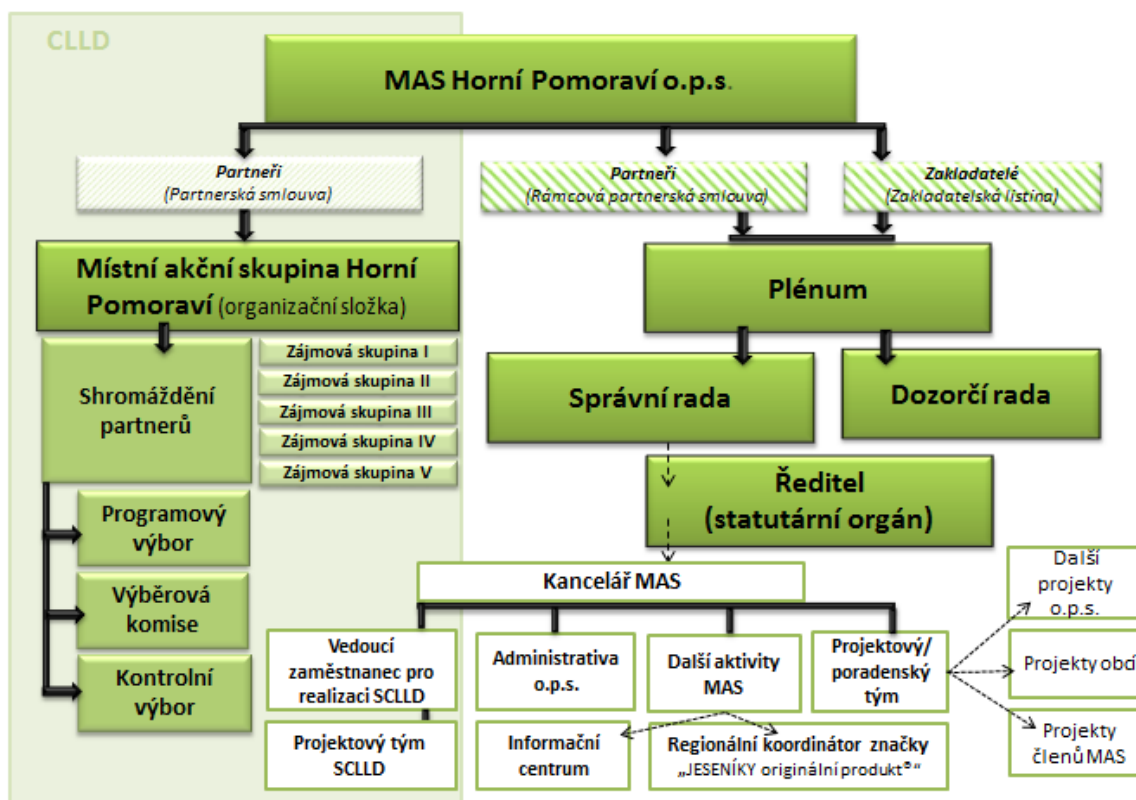 CLLD
MAS Horní Pomoraví o.p.s.
Partneři
(Partnerská smlouva)
Partneři
(Rámcová partnerská smlouva)
Zakladatelé
(Zakladatelská listina)
Místní akční skupina Horní
Pomoraví (organizační složka)
Plénum
Shromáždění
partnerů
Zájmová skupina I
Zájmová skupina II
Zájmová skupina III
Zájmová skupina IV
Zájmová skupina V
Správní rada
Dozorčí rada
Ředitel
(statutární orgán)
Programový
výbor
Výběrová
komise
Kontrolní
výbor
Kancelář MAS
Vedoucí
zaměstnanec pro
realizaci SCLLD
Administrativa
o.p.s.
Další aktivity
MAS
Projektový/
poradenský
tým
Další
projekty
o.p.s.
Projekty obcí
Projekty
členů MAS
Projektový tým
SCLLD
Informační
centrum
Regionální koordinátor značky
„JESENÍKY originální produkt®“